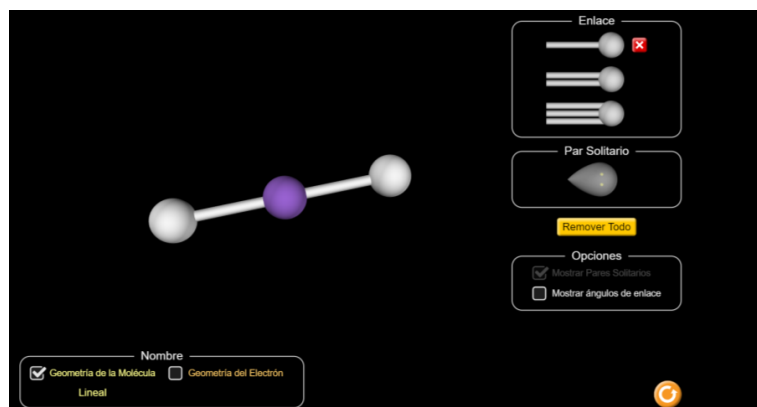 Enlace
Par Solitario
Remover Todo
Opciones
Mostrar Pares Solitarios
Mostrar ángulos de enlace
Nombre
Geometría de la Molécula Geometría del Electrón
Lineal